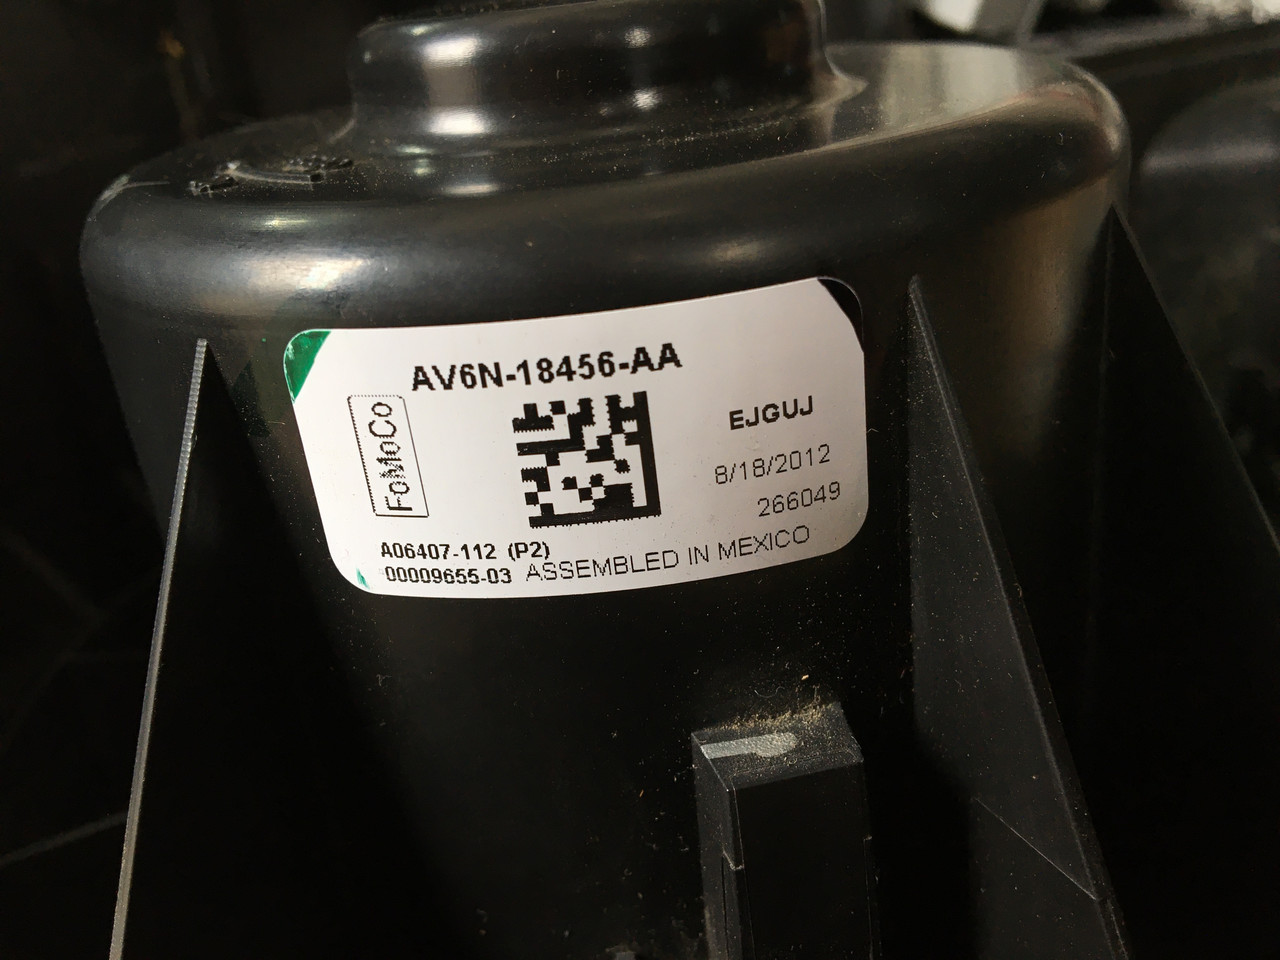 AV6N-18456-AA
FoMoCo
EJGUJ
8/18/2012
266049
A06407-112 (P2)
00009655-03 ASSEMBLED IN MEXICO